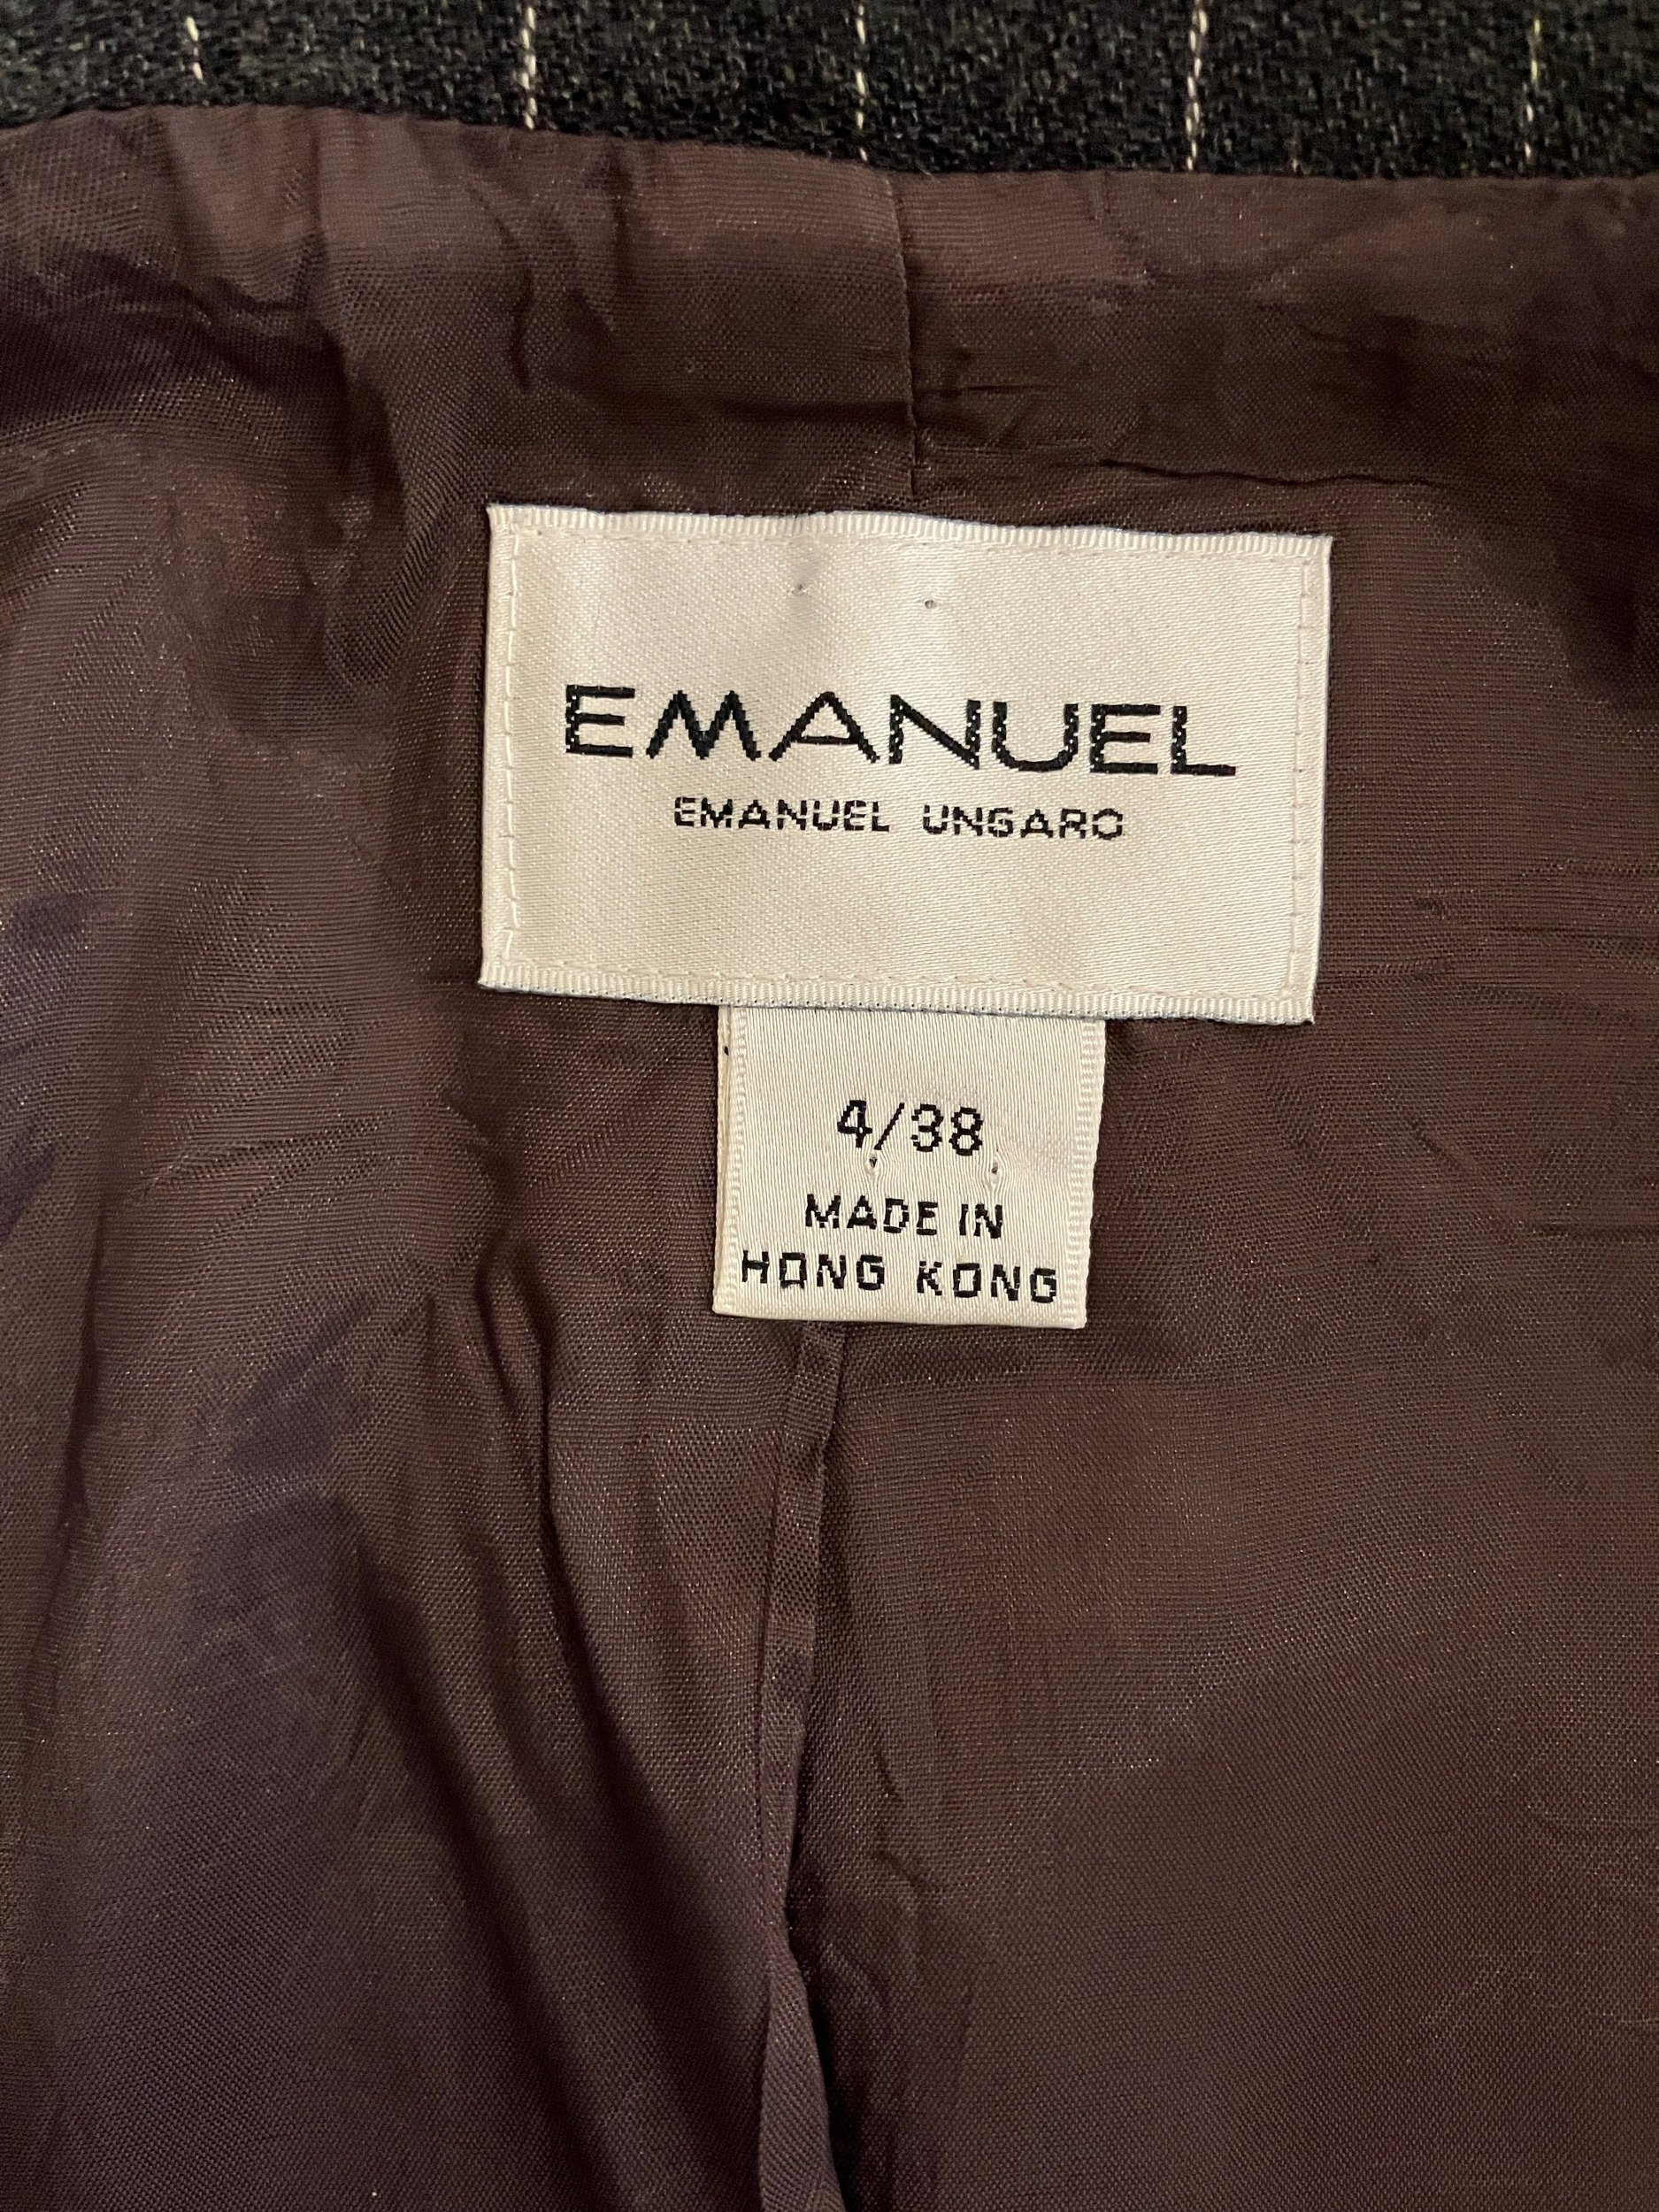 EMANUEL
EMANUEL UNGARO
4/38
MADE IN
HONG KONG